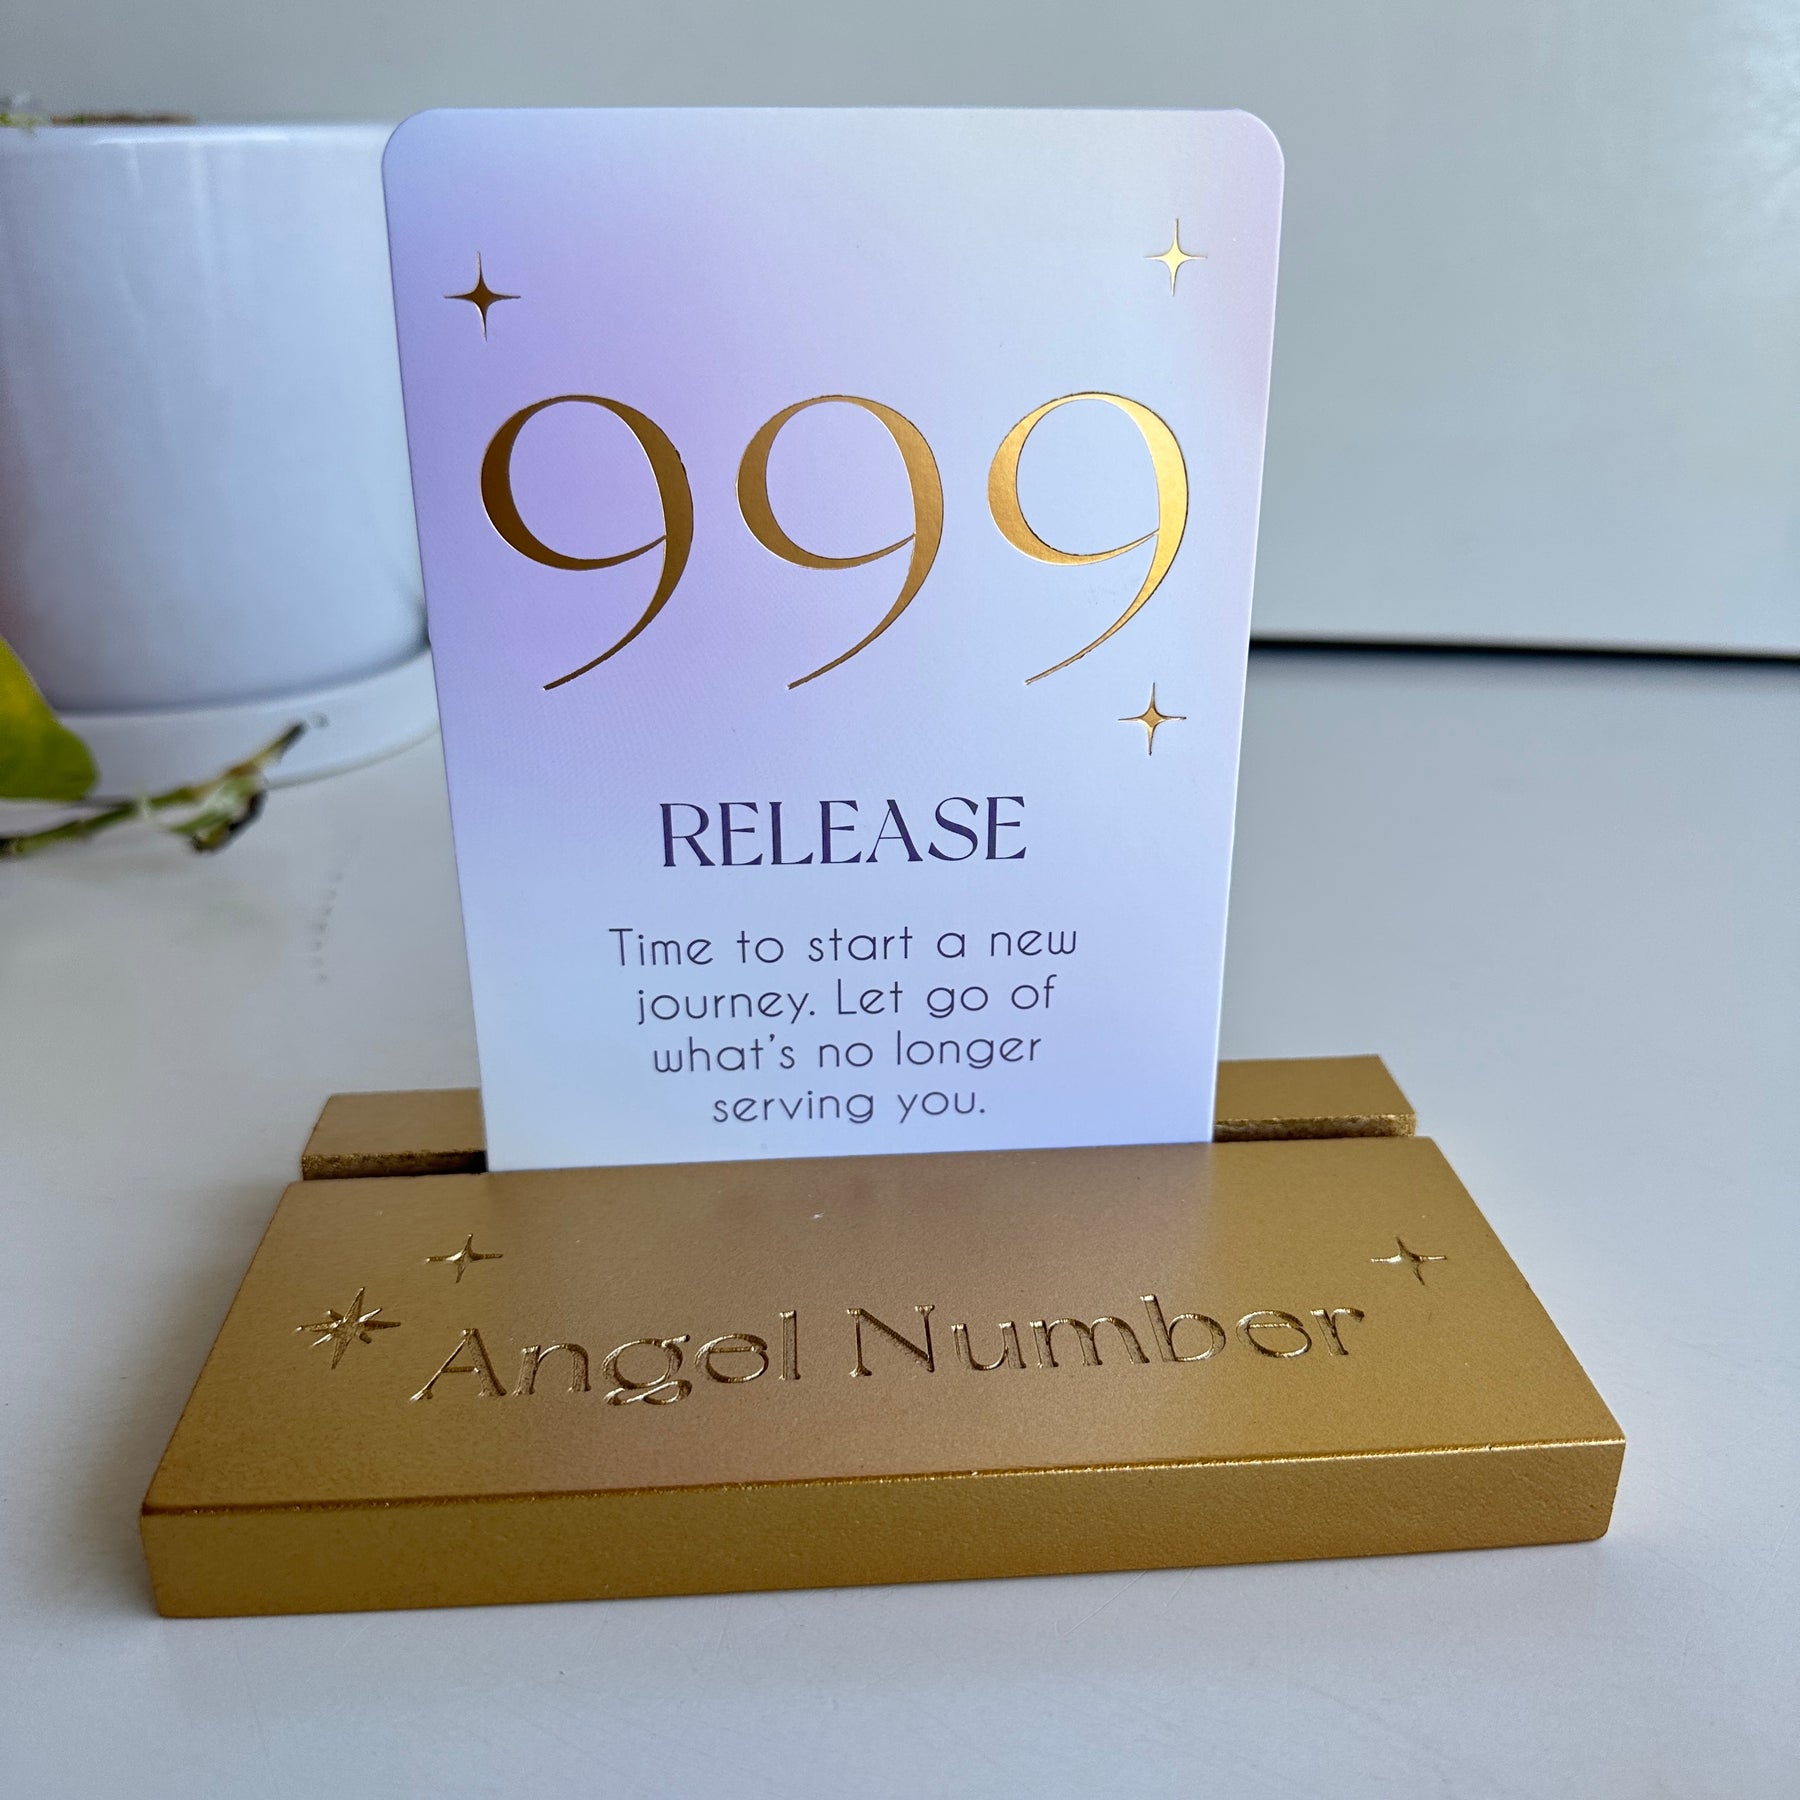 999
RELEASE
Time to start a new
journey. Let go of
what's no longer
serving you.
Angel Number